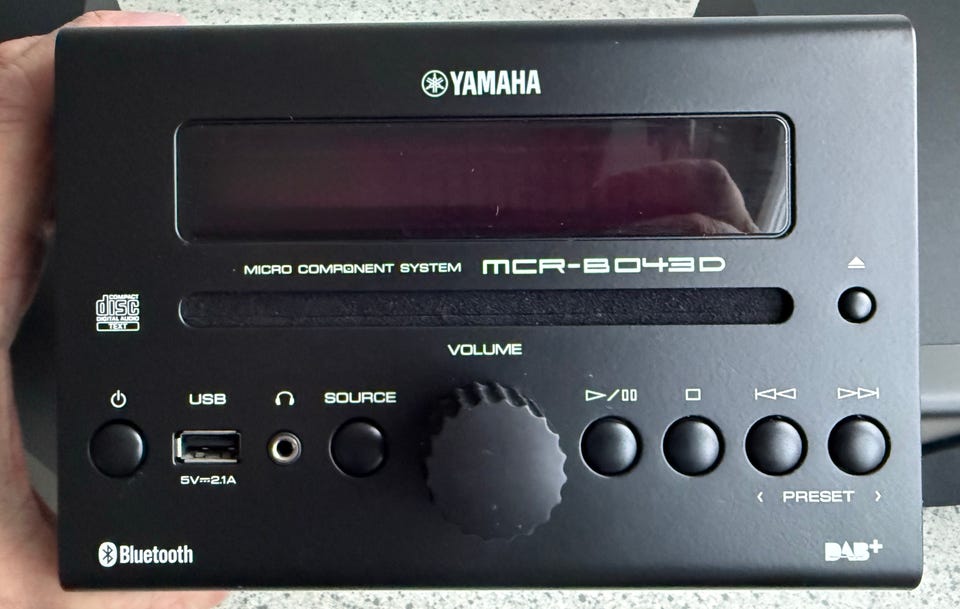 YAMAHA
MICRO COMPONENT SYSTEM MCR-B043D
COMPACT
disc
DIGITAL AUDIO
TEXT
VOLUME
USB
SOURCE
5V⎓2.1A
‹ PRESET ›
Bluetooth
DAB+